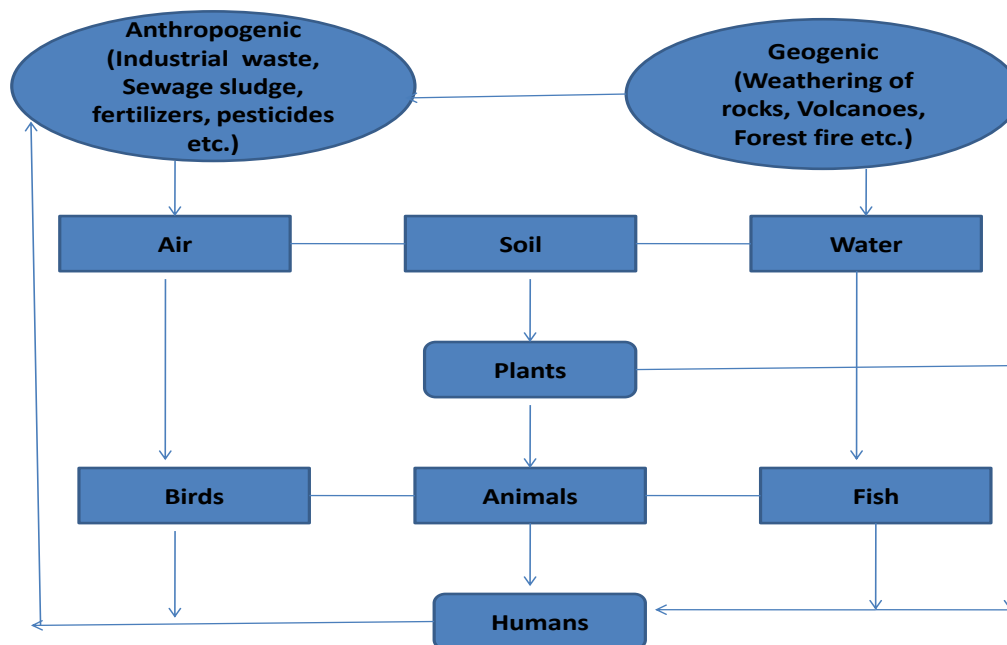 Anthropogenic
(Industrial waste,
Sewage sludge,
fertilizers, pesticides
etc.)
Geogenic
(Weathering of
rocks, Volcanoes,
Forest fire etc.)
Air
Soil
Water
Plants
Birds
Animals
Fish
Humans